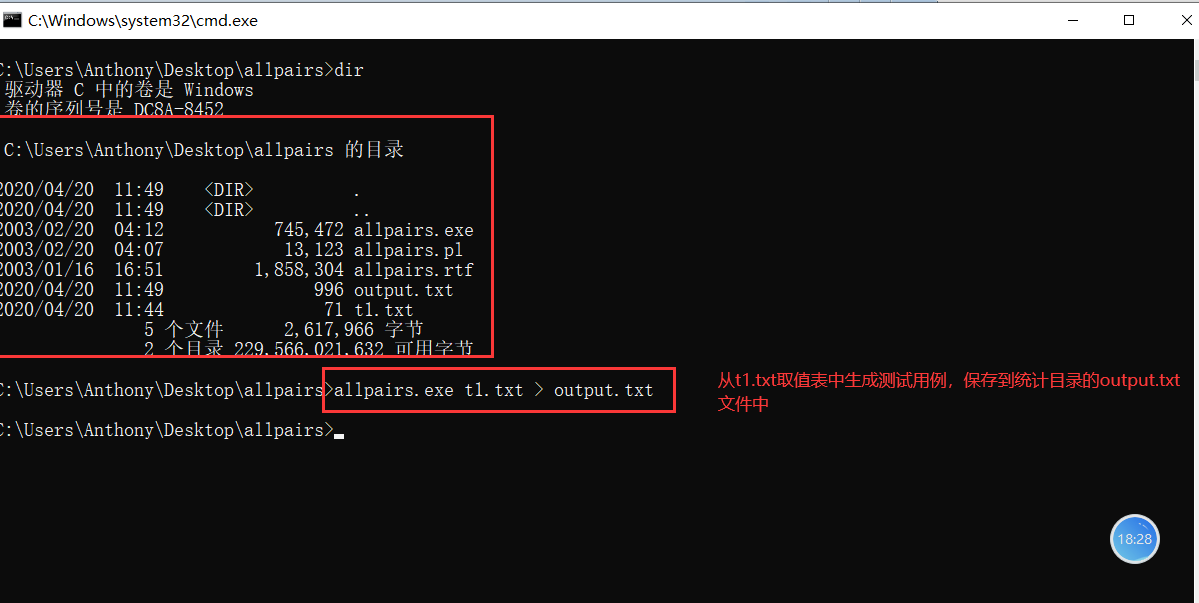 C:\Windows\system32\cmd.exe
C:\Users\Anthony\Desktop\allpairs>dir
驱动器 C 中的卷是 Windows
卷的序列号是 DC8A-8452
C:\Users\Anthony\Desktop\allpairs 的目录
2020/04/20  11:49    <DIR>          .
2020/04/20  11:49    <DIR>          ..
2003/02/20  04:12           745,472 allpairs.exe
2003/02/20  04:07            13,123 allpairs.pl
2003/01/16  16:51         1,858,304 allpairs.rtf
2020/04/20  11:49               996 output.txt
2020/04/20  11:44                71 t1.txt
5 个文件      2,617,966 字节
2 个目录 229,566,021,632 可用字节
C:\Users\Anthony\Desktop\allpairs>allpairs.exe t1.txt > output.txt
从t1.txt取值表中生成测试用例，保存到统计目录的output.txt
文件中
C:\Users\Anthony\Desktop\allpairs>
18:28